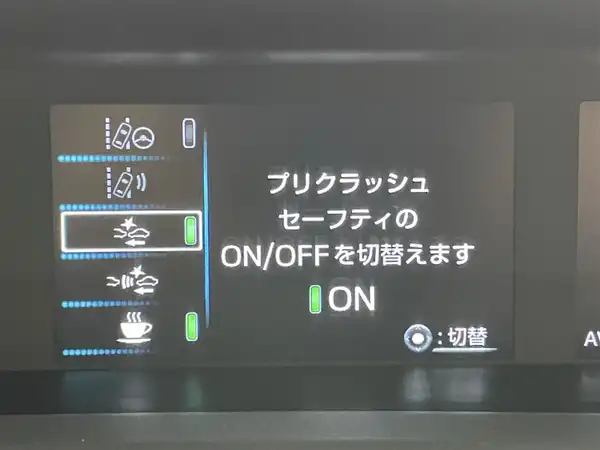 プリクラッシュ
セーフティの
ON/OFFを切替えます
ON
:切替